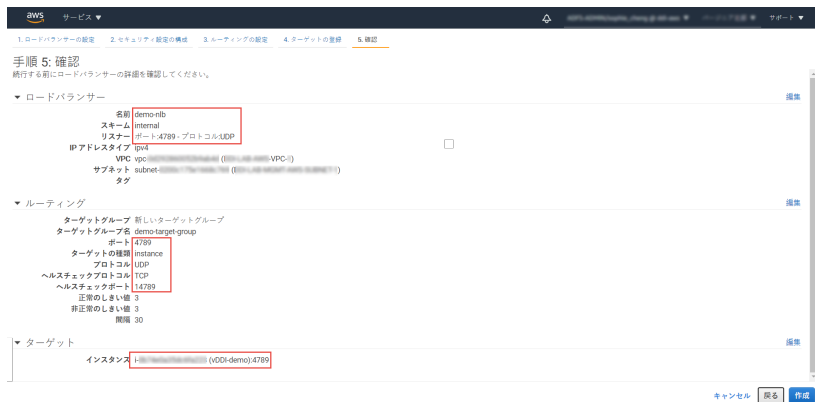 aws サービス ▼ サポート ▼
1. ロードバランサーの設定 2. セキュリティ設定の構成 3. ルーティングの設定 4. ターゲットの登録 5. 確認
手順 5: 確認
続行する前にロードバランサーの詳細を確認してください。
▼ ロードバランサー 編集
名前 demo-nlb
スキーム internal
リスナー ポート:4789 - プロトコル:UDP
IP アドレスタイプ ipv4
VPC vpc-
サブネット subnet-
タグ
▼ ルーティング 編集
ターゲットグループ 新しいターゲットグループ
ターゲットグループ名 demo-target-group
ポート 4789
ターゲットの種類 instance
プロトコル UDP
ヘルスチェックプロトコル TCP
ヘルスチェックポート 14789
正常のしきい値 3
非正常のしきい値 3
間隔 30
▼ ターゲット 編集
インスタンス i- (vDDI-demo):4789
キャンセル 戻る 作成